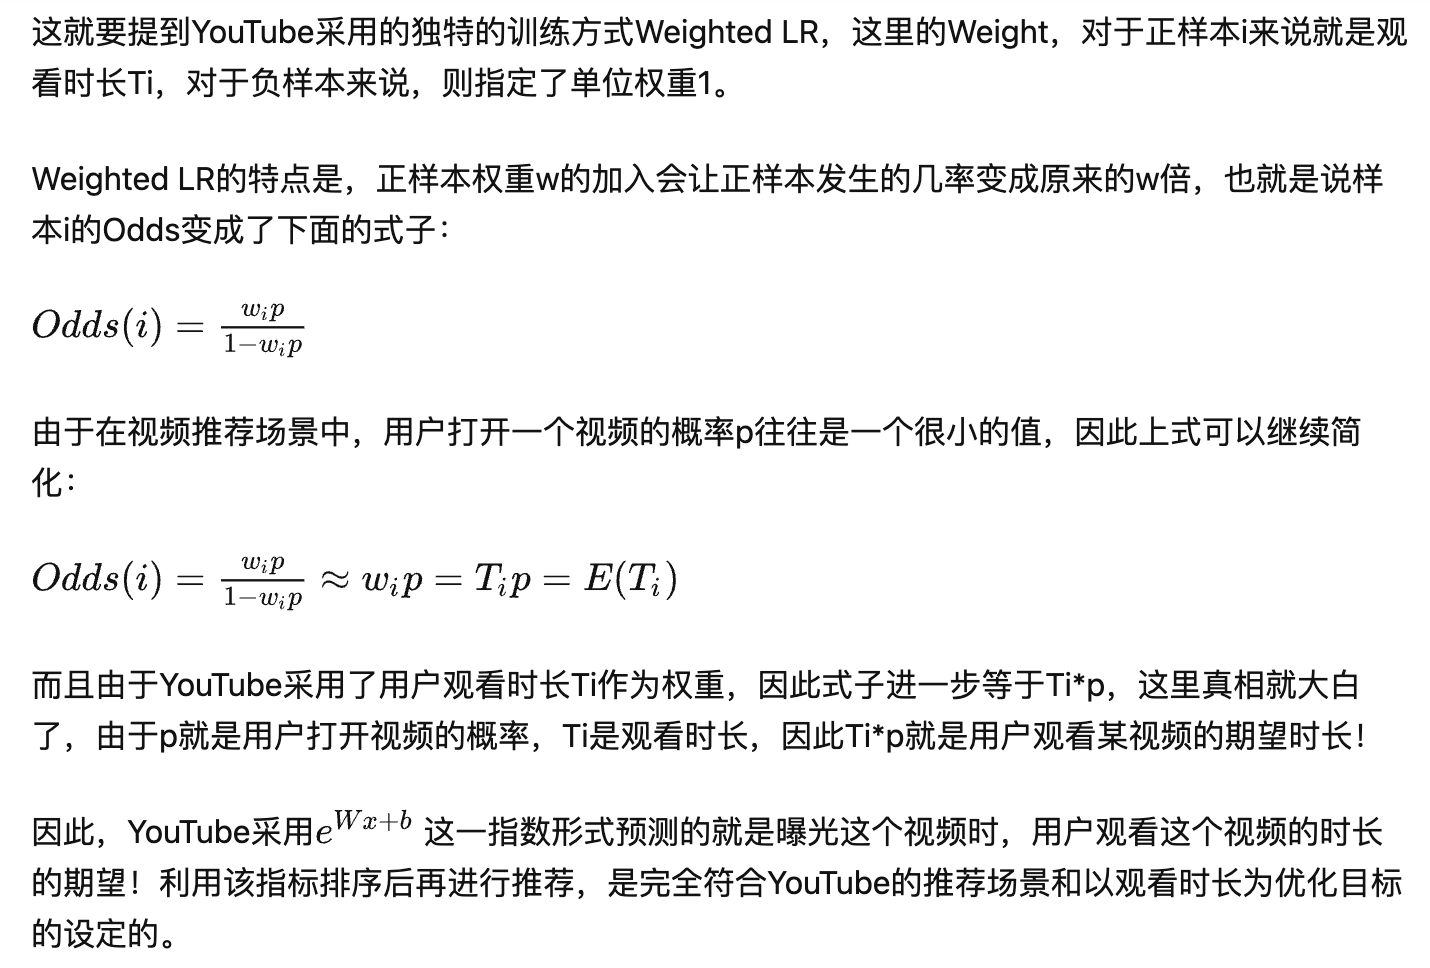 这就要提到YouTube采用的独特的训练方式Weighted LR，这里的Weight，对于正样本i来说就是观
看时长Ti，对于负样本来说，则指定了单位权重1。
Weighted LR的特点是，正样本权重w的加入会让正样本发生的几率变成原来的w倍，也就是说样
本i的Odds变成了下面的式子：
$Odds(i) = \frac{w_i p}{1-w_i p}$
由于在视频推荐场景中，用户打开一个视频的概率p往往是一个很小的值，因此上式可以继续简
化：
$Odds(i) = \frac{w_i p}{1-w_i p} \approx w_i p = T_i p = E(T_i)$
而且由于YouTube采用了用户观看时长Ti作为权重，因此式子进一步等于Ti*p，这里真相就大白
了，由于p就是用户打开视频的概率，Ti是观看时长，因此Ti*p就是用户观看某视频的期望时长！
因此，YouTube采用$e^{Wx+b}$ 这一指数形式预测的就是曝光这个视频时，用户观看这个视频的时长
的期望！利用该指标排序后再进行推荐，是完全符合YouTube的推荐场景和以观看时长为优化目标
的设定的。